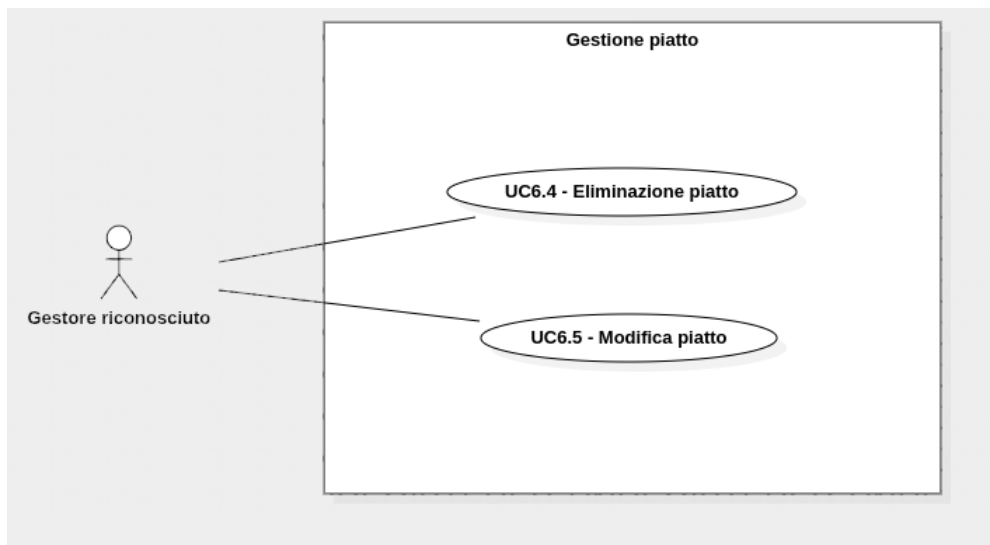 Gestione piatto
UC6.4 - Eliminazione piatto
Gestore riconosciuto
UC6.5 - Modifica piatto